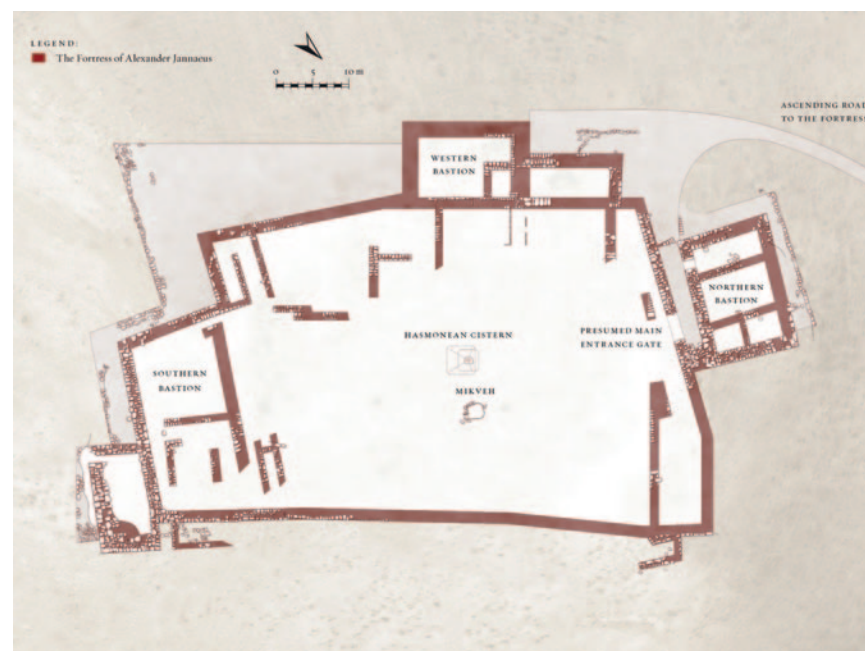 LEGEND:
The Fortress of Alexander Jannaeus
0 5 10 m
ASCENDING ROAD
TO THE FORTRESS
WESTERN
BASTION
NORTHERN
BASTION
HASMONEAN CISTERN
PRESUMED MAIN
ENTRANCE GATE
SOUTHERN
BASTION
MIKVEH